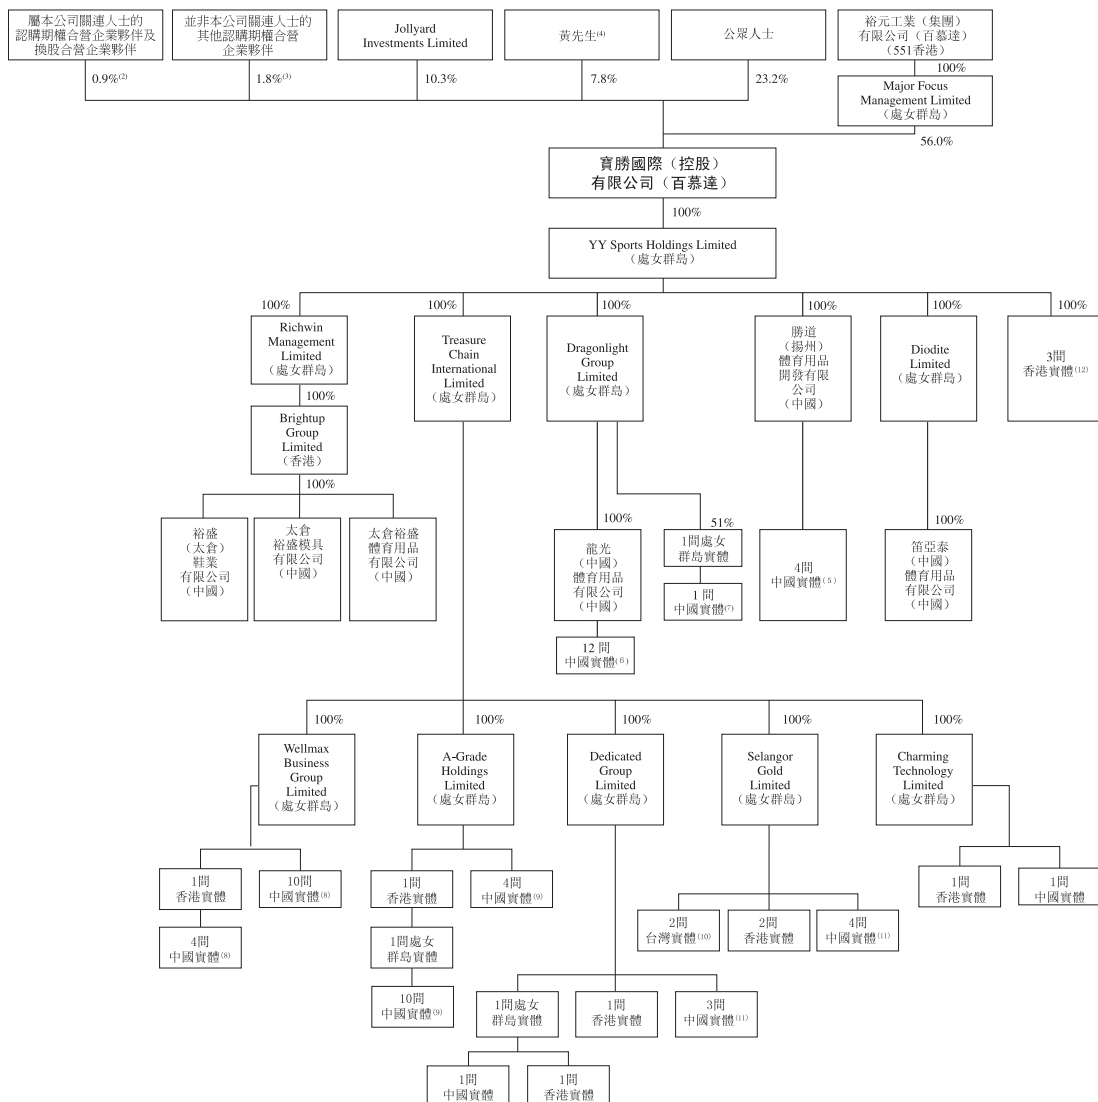 屬本公司關連人士的
認購期權合營企業夥伴及
換股合營企業夥伴
並非本公司關連人士的
其他認購期權合營
企業夥伴
Jollyard
Investments Limited
黃先生(4)
公眾人士
裕元工業（集團）
有限公司（百慕達）
（551香港）
0.9%(2)
1.8%(3)
10.3%
7.8%
23.2%
100%
Major Focus
Management Limited
（處女群島）
56.0%
寶勝國際（控股）
有限公司（百慕達）
100%
YY Sports Holdings Limited
（處女群島）
100%
100%
100%
100%
100%
100%
Richwin
Management
Limited
（處女群島）
Treasure
Chain
International
Limited
（處女群島）
Dragonlight
Group
Limited
（處女群島）
勝道
（揚州）
體育用品
開發有限
公司
（中國）
Diodite
Limited
（處女群島）
3間
香港實體(12)
100%
Brightup
Group
Limited
（香港）
100%
裕盛
（太倉）
鞋業
有限公司
（中國）
太倉
裕盛模具
有限公司
（中國）
太倉裕盛
體育用品
有限公司
（中國）
100%
龍光
（中國）
體育用品
有限公司
（中國）
51%
1間處女
群島實體
1 間
中國實體(7)
4間
中國實體(5)
100%
笛亞泰
（中國）
體育用品
有限公司
（中國）
12 間
中國實體(6)
100%
100%
100%
100%
100%
Wellmax
Business
Group
Limited
（處女群島）
A-Grade
Holdings
Limited
（處女群島）
Dedicated
Group
Limited
（處女群島）
Selangor
Gold
Limited
（處女群島）
Charming
Technology
Limited
（處女群島）
1間
香港實體
10間
中國實體(8)
1間
香港實體
4間
中國實體(9)
1間
香港實體
1間
中國實體
4間
中國實體(8)
1間處女
群島實體
2間
台灣實體(10)
2間
香港實體
4間
中國實體(11)
10間
中國實體(9)
1間處女
群島實體
1間
香港實體
3間
中國實體(11)
1間
中國實體
1間
香港實體